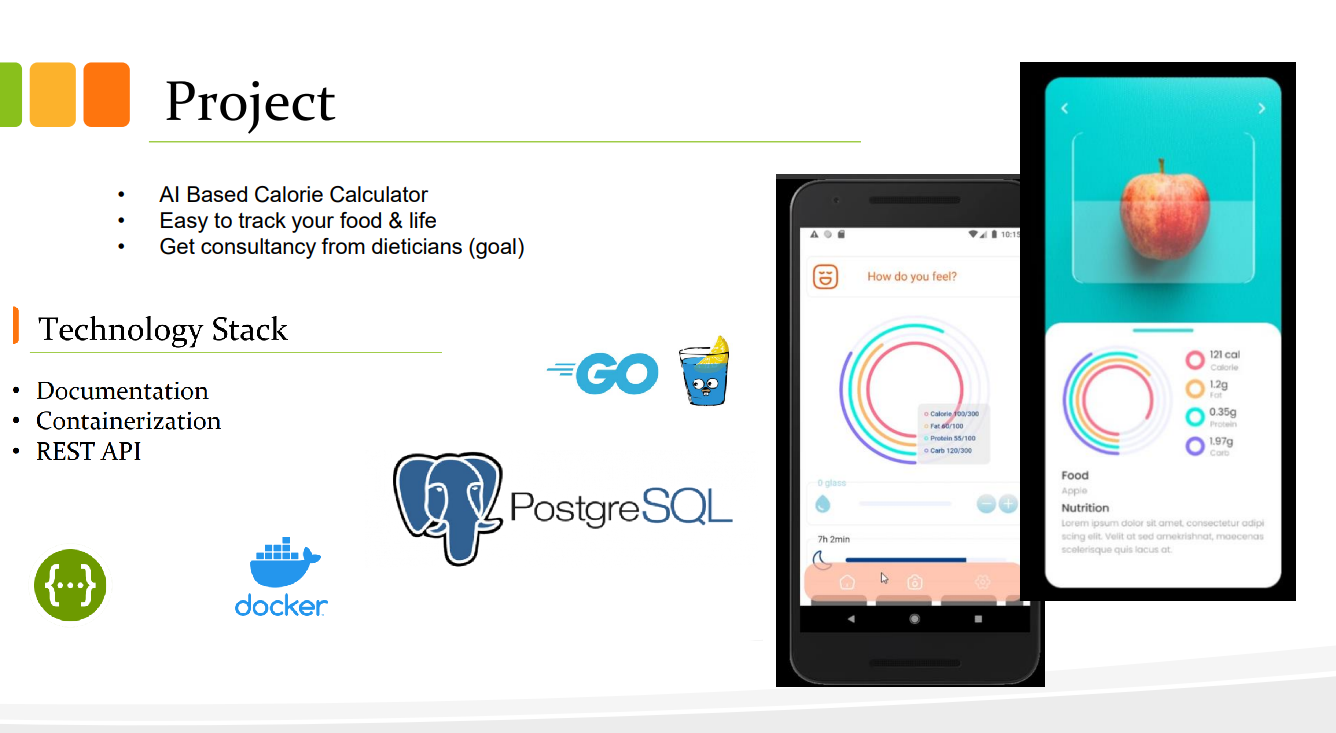 Project
• AI Based Calorie Calculator
• Easy to track your food & life
• Get consultancy from dieticians (goal)
Technology Stack
• Documentation
• Containerization
• REST API
GO
PostgreSQL
{···}
docker
10:15
How do you feel?
Calorie 100/300
Fat 60/100
Protein 55/100
Carb 120/300
0 glass
7h 2min
121 cal
Calorie
1.2g
Fat
0.35g
Protein
1.97g
Carb
Food
Apple
Nutrition
Lorem ipsum dolor sit amet, consectetur adipi
scing elit. Velit at sed amekrishnat, maecenas
scelerisque quis lacus at.